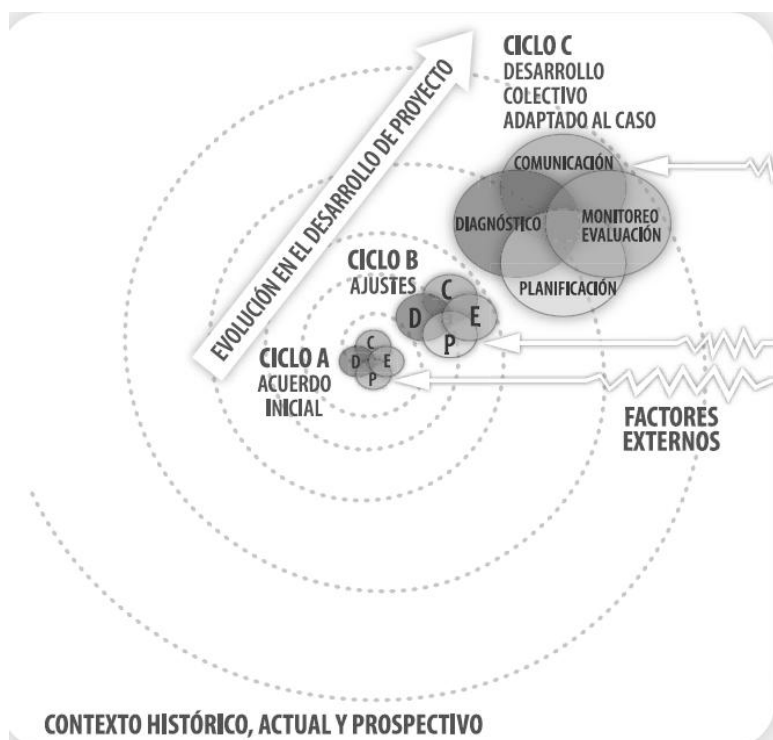 CICLO C
DESARROLLO
COLECTIVO
ADAPTADO AL CASO
EVOLUCIÓN EN EL DESARROLLO DE PROYECTO
COMUNICACIÓN
DIAGNÓSTICO
MONITOREO
EVALUACIÓN
PLANIFICACIÓN
CICLO B
AJUSTES
C
D
E
P
CICLO A
ACUERDO
INICIAL
C
D
E
P
FACTORES
EXTERNOS
CONTEXTO HISTÓRICO, ACTUAL Y PROSPECTIVO